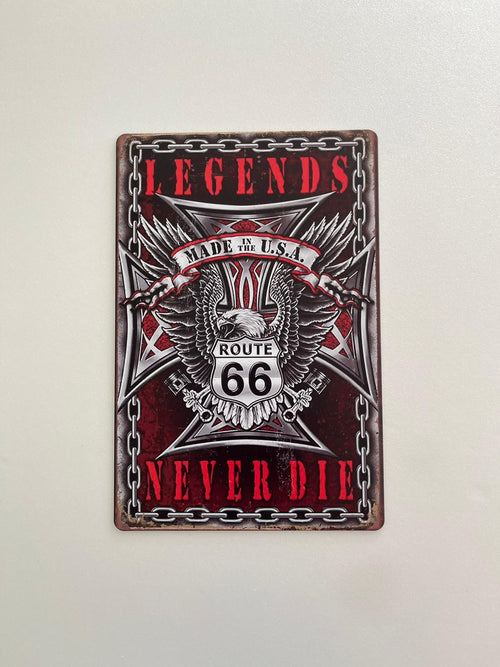 LEGENDS
MADE IN THE U.S.A.
ROUTE
66
NEVER DIE